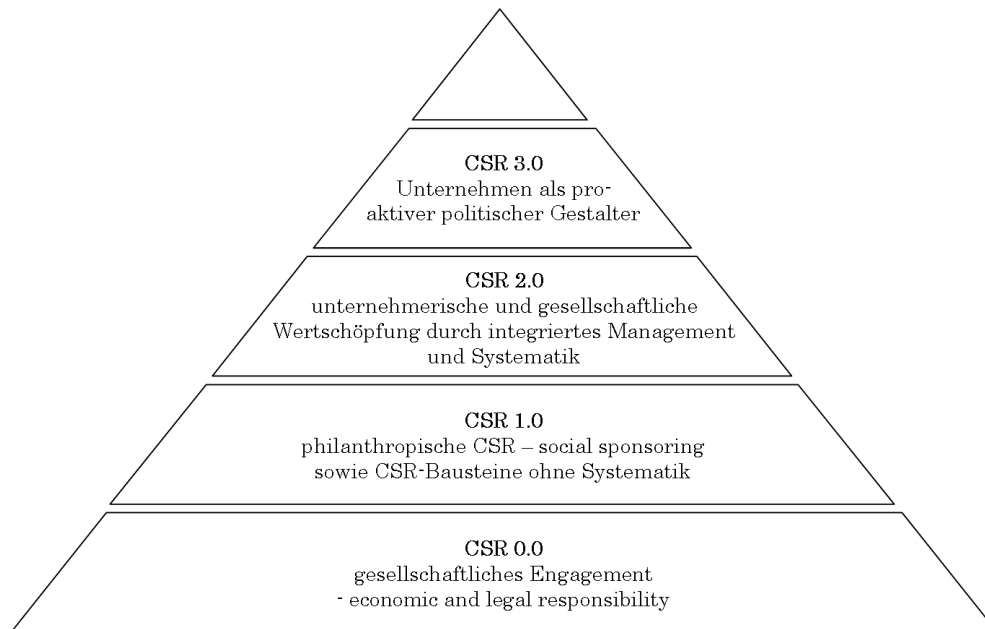 CSR 3.0
Unternehmen als pro-
aktiver politischer Gestalter
CSR 2.0
unternehmerische und gesellschaftliche
Wertschöpfung durch integriertes Management
und Systematik
CSR 1.0
philanthropische CSR – social sponsoring
sowie CSR-Bausteine ohne Systematik
CSR 0.0
gesellschaftliches Engagement
- economic and legal responsibility